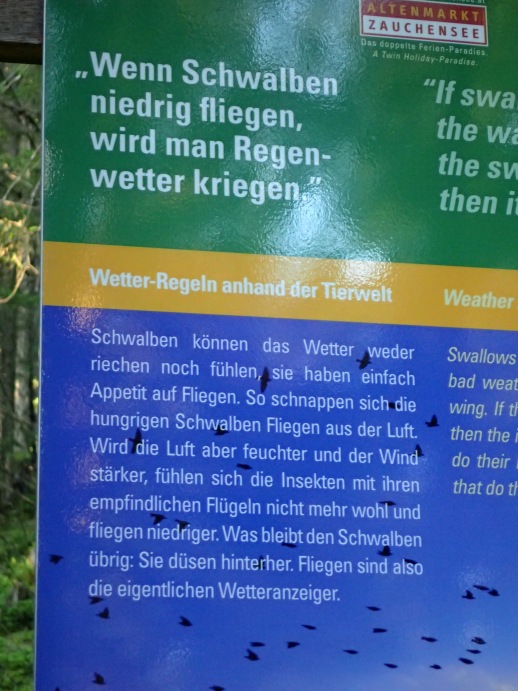 ALTENMARKT
ZAUCHENSEE
Das doppelte Ferien-Paradies.
A Twin Holiday-Paradise.
„Wenn Schwalben
niedrig fliegen,
wird man Regen-
wetter kriegen.”
“If swa
the wa
the sw
then it
Wetter-Regeln anhand der Tierwelt
Weather
Schwalben können das Wetter weder
riechen noch fühlen, sie haben einfach
Appetit auf Fliegen. So schnappen sich die
hungrigen Schwalben Fliegen aus der Luft.
Wird die Luft aber feuchter und der Wind
stärker, fühlen sich die Insekten mit ihren
empfindlichen Flügeln nicht mehr wohl und
fliegen niedriger. Was bleibt den Schwalben
übrig: Sie düsen hinterher. Fliegen sind also
die eigentlichen Wetteranzeiger.
Swallows
bad weat
wing. If th
then the i
do their
that do th